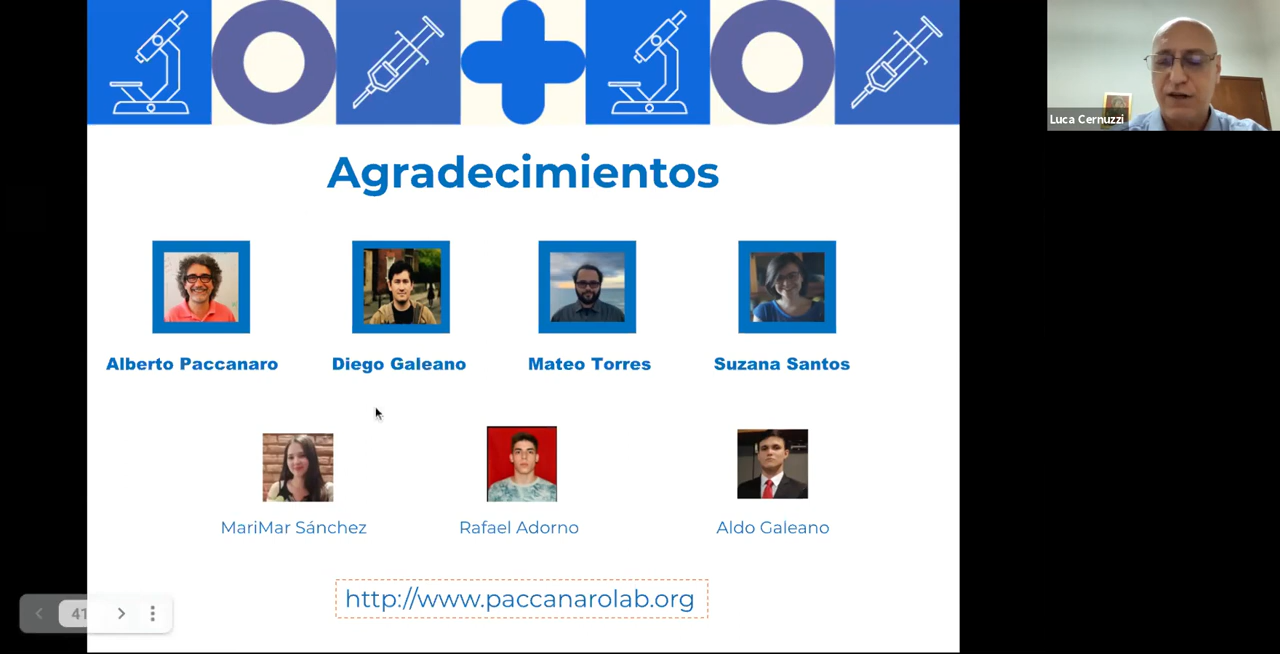 Luca Cernuzzi
Agradecimientos
Alberto Paccanaro
Diego Galeano
Mateo Torres
Suzana Santos
MariMar Sánchez
Rafael Adorno
Aldo Galeano
http://www.paccanarolab.org
41